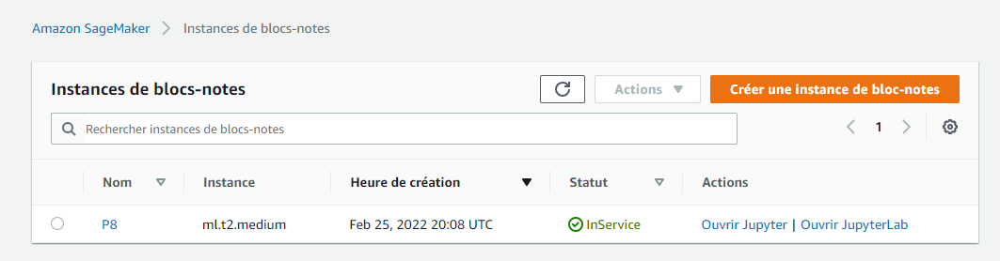 Amazon SageMaker > Instances de blocs-notes
Instances de blocs-notes Actions Créer une instance de bloc-notes
Rechercher instances de blocs-notes 1
Nom Instance Heure de création Statut Actions
P8 ml.t2.medium Feb 25, 2022 20:08 UTC InService Ouvrir Jupyter | Ouvrir JupyterLab